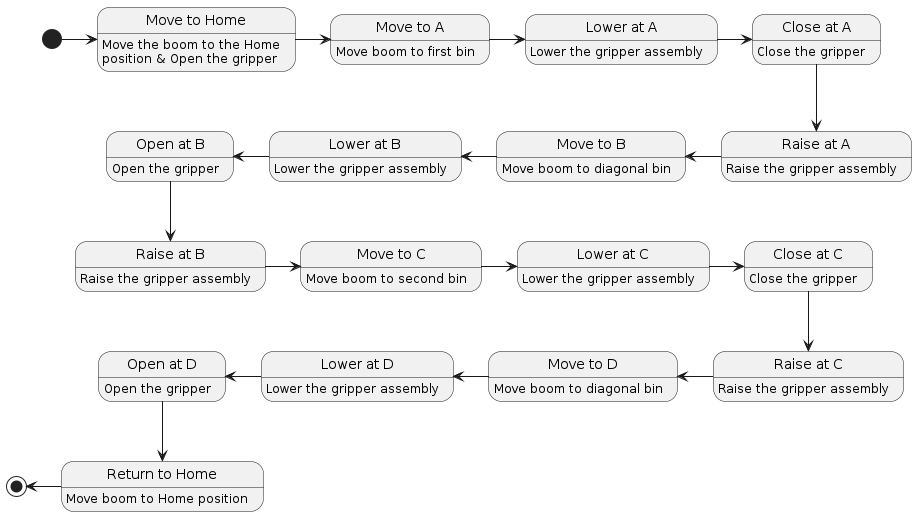 Move to Home
Move the boom to the Home
position & Open the gripper
Move to A
Move boom to first bin
Lower at A
Lower the gripper assembly
Close at A
Close the gripper
Open at B
Open the gripper
Lower at B
Lower the gripper assembly
Move to B
Move boom to diagonal bin
Raise at A
Raise the gripper assembly
Raise at B
Raise the gripper assembly
Move to C
Move boom to second bin
Lower at C
Lower the gripper assembly
Close at C
Close the gripper
Open at D
Open the gripper
Lower at D
Lower the gripper assembly
Move to D
Move boom to diagonal bin
Raise at C
Raise the gripper assembly
Return to Home
Move boom to Home position